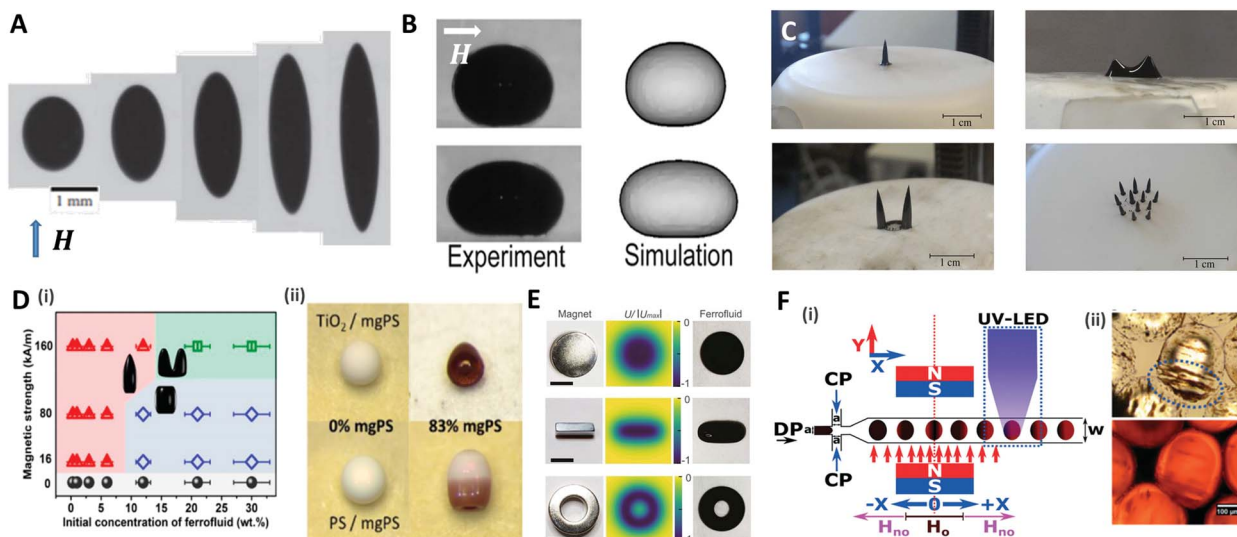 A
1 mm
H
B
H
Experiment
Simulation
C
1 cm
1 cm
1 cm
1 cm
D
(i)
Magnetic strength (kA/m)
160
80
16
0
0 5 10 15 20 25 30
Initial concentration of ferrofluid (wt.%)
(ii)
TiO₂ / mgPS
0% mgPS
83% mgPS
PS / mgPS
E
Magnet
U/|Umax|
Ferrofluid
0
-1
0
-1
0
-1
F
(i)
UV-LED
Y
X
N
S
CP
a
DP
a
a
w
CP
N
S
-X
0
+X
Hno
Ho
Hno
(ii)
100 μm